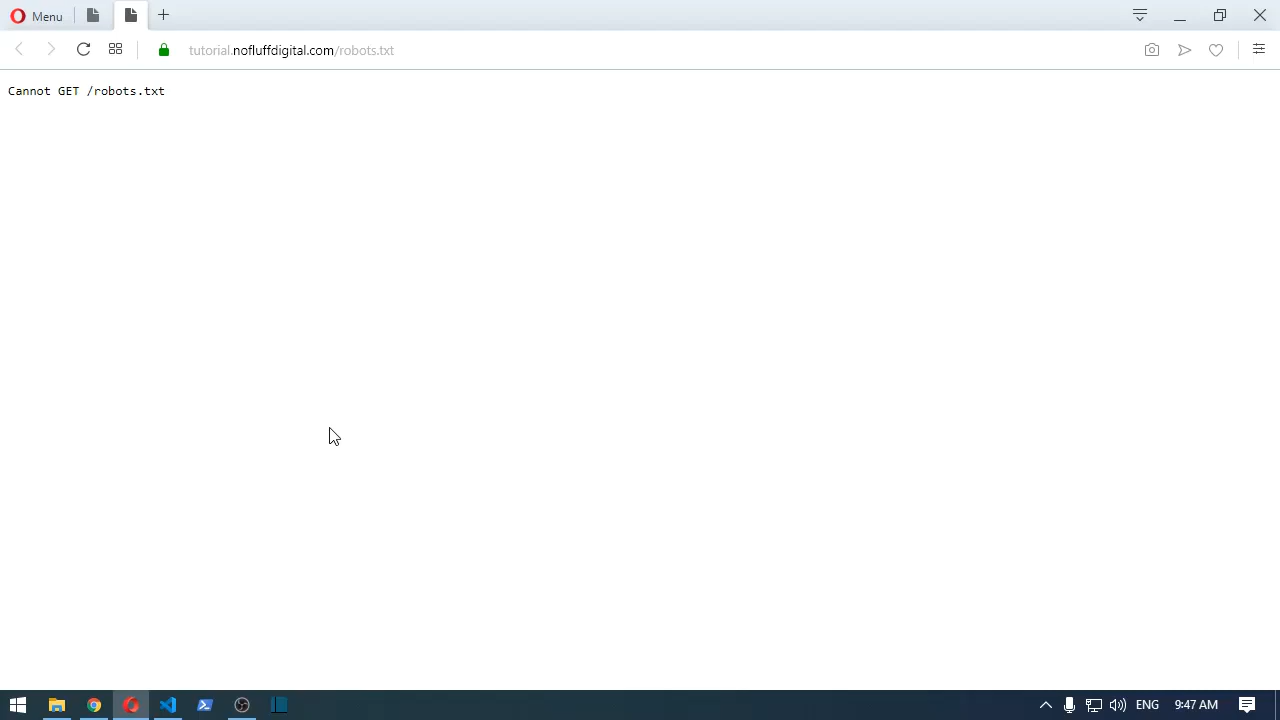 Menu
tutorial.nofluffdigital.com/robots.txt
Cannot GET /robots.txt
ENG
9:47 AM